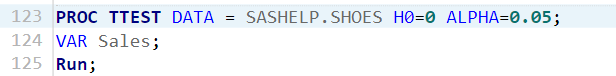 123 PROC TTEST DATA = SASHELP.SHOES H0=0 ALPHA=0.05;
124 VAR Sales;
125 Run;